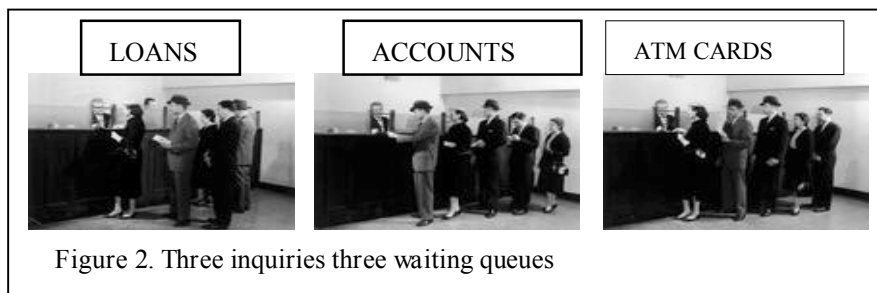 LOANS
ACCOUNTS
ATM CARDS
Figure 2. Three inquiries three waiting queues